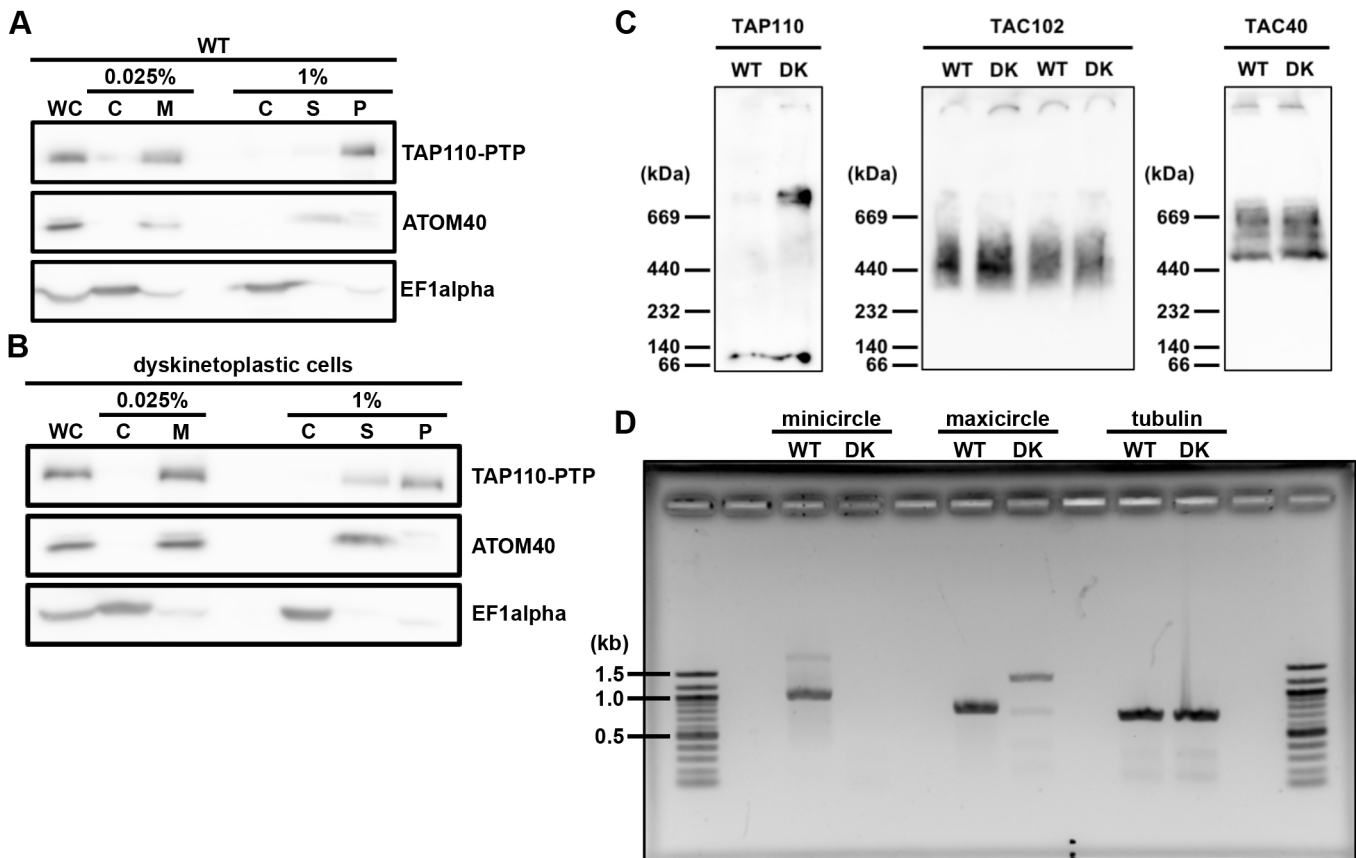 A
WT
0.025% 1%
WC C M C S P
TAP110-PTP
ATOM40
EF1alpha
B
dyskinetoplastic cells
0.025% 1%
WC C M C S P
TAP110-PTP
ATOM40
EF1alpha
C
TAP110 TAC102 TAC40
WT DK WT DK WT DK WT DK
(kDa) (kDa) (kDa)
669 669 669
440 440 440
232 232 232
140 140 140
66 66 66
D
minicircle maxicircle tubulin
WT DK WT DK WT DK
(kb)
1.5
1.0
0.5